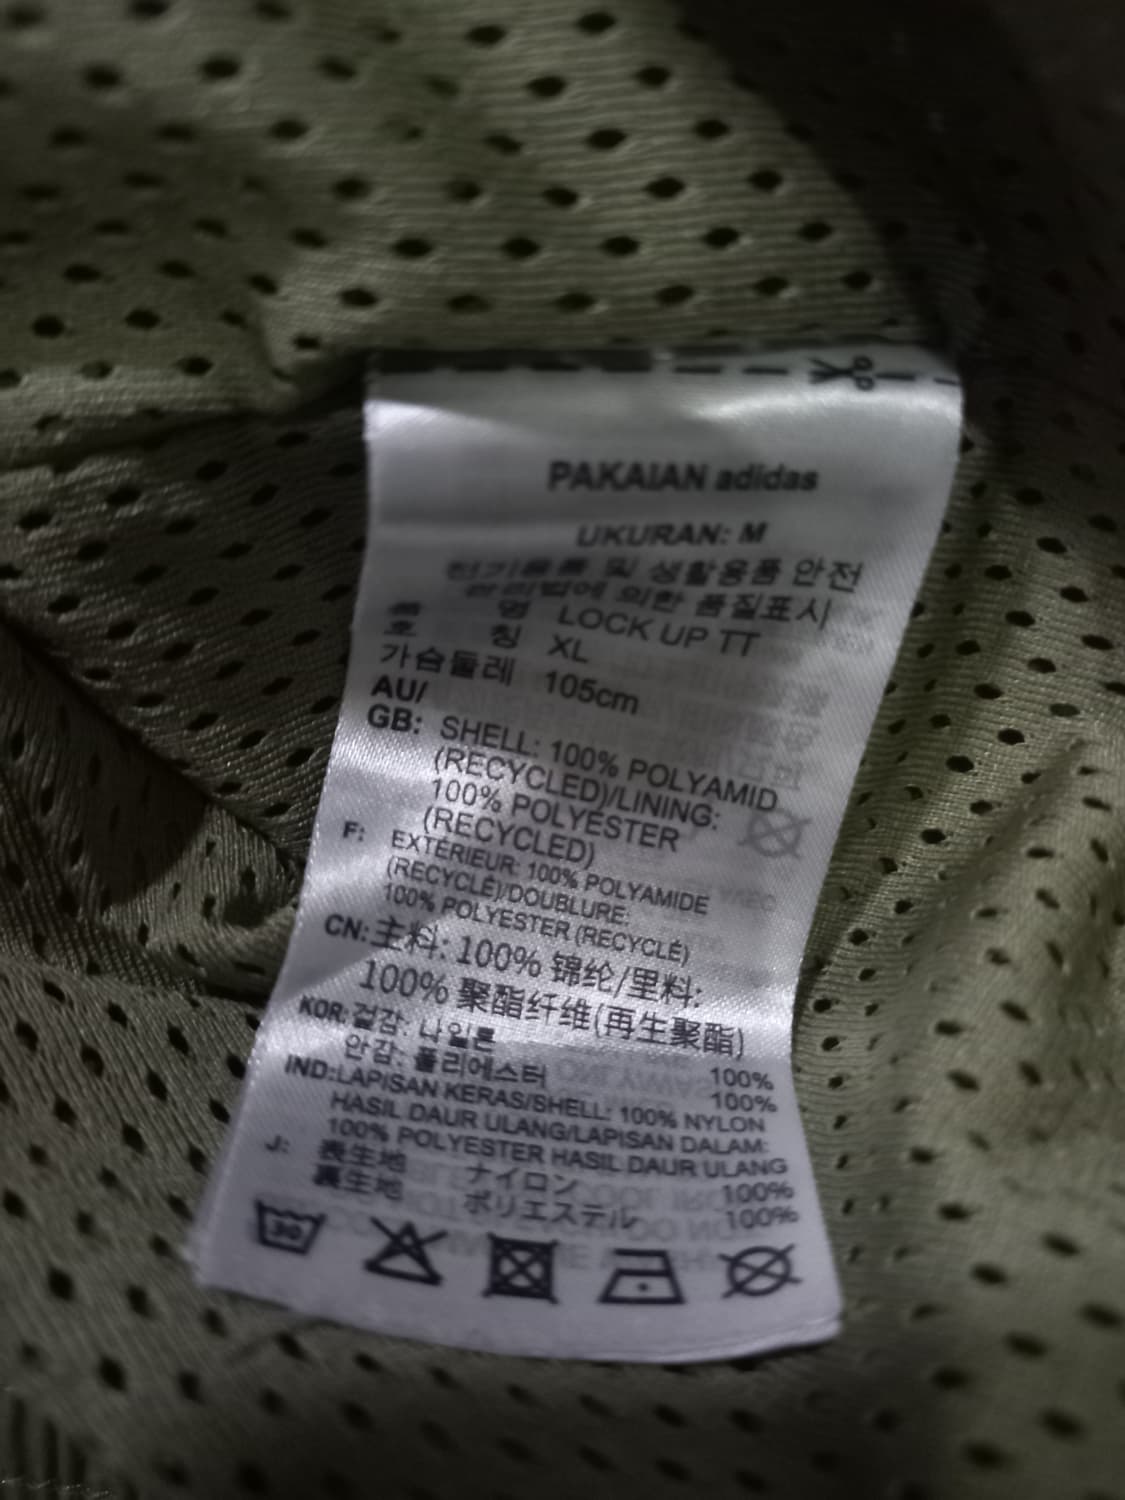 PAKAIAN adidas
UKURAN: M
전기용품 및 생활용품 안전
관리법에 의한 품질표시
품 명 LOCK UP TT
호 칭 XL
가슴둘레 105cm
AU/
GB: SHELL: 100% POLYAMID
(RECYCLED)/LINING:
100% POLYESTER
(RECYCLED)
F: EXTÉRIEUR: 100% POLYAMIDE
(RECYCLÉ)/DOUBLURE:
100% POLYESTER (RECYCLÉ)
CN: 主料: 100% 锦纶/里料:
100% 聚酯纤维(再生聚酯)
KOR: 겉감: 나일론 100%
안감: 폴리에스터 100%
IND: LAPISAN KERAS/SHELL: 100% NYLON
HASIL DAUR ULANG/LAPISAN DALAM:
100% POLYESTER HASIL DAUR ULANG
J: 表生地 ナイロン 100%
裏生地 ポリエステル 100%
30